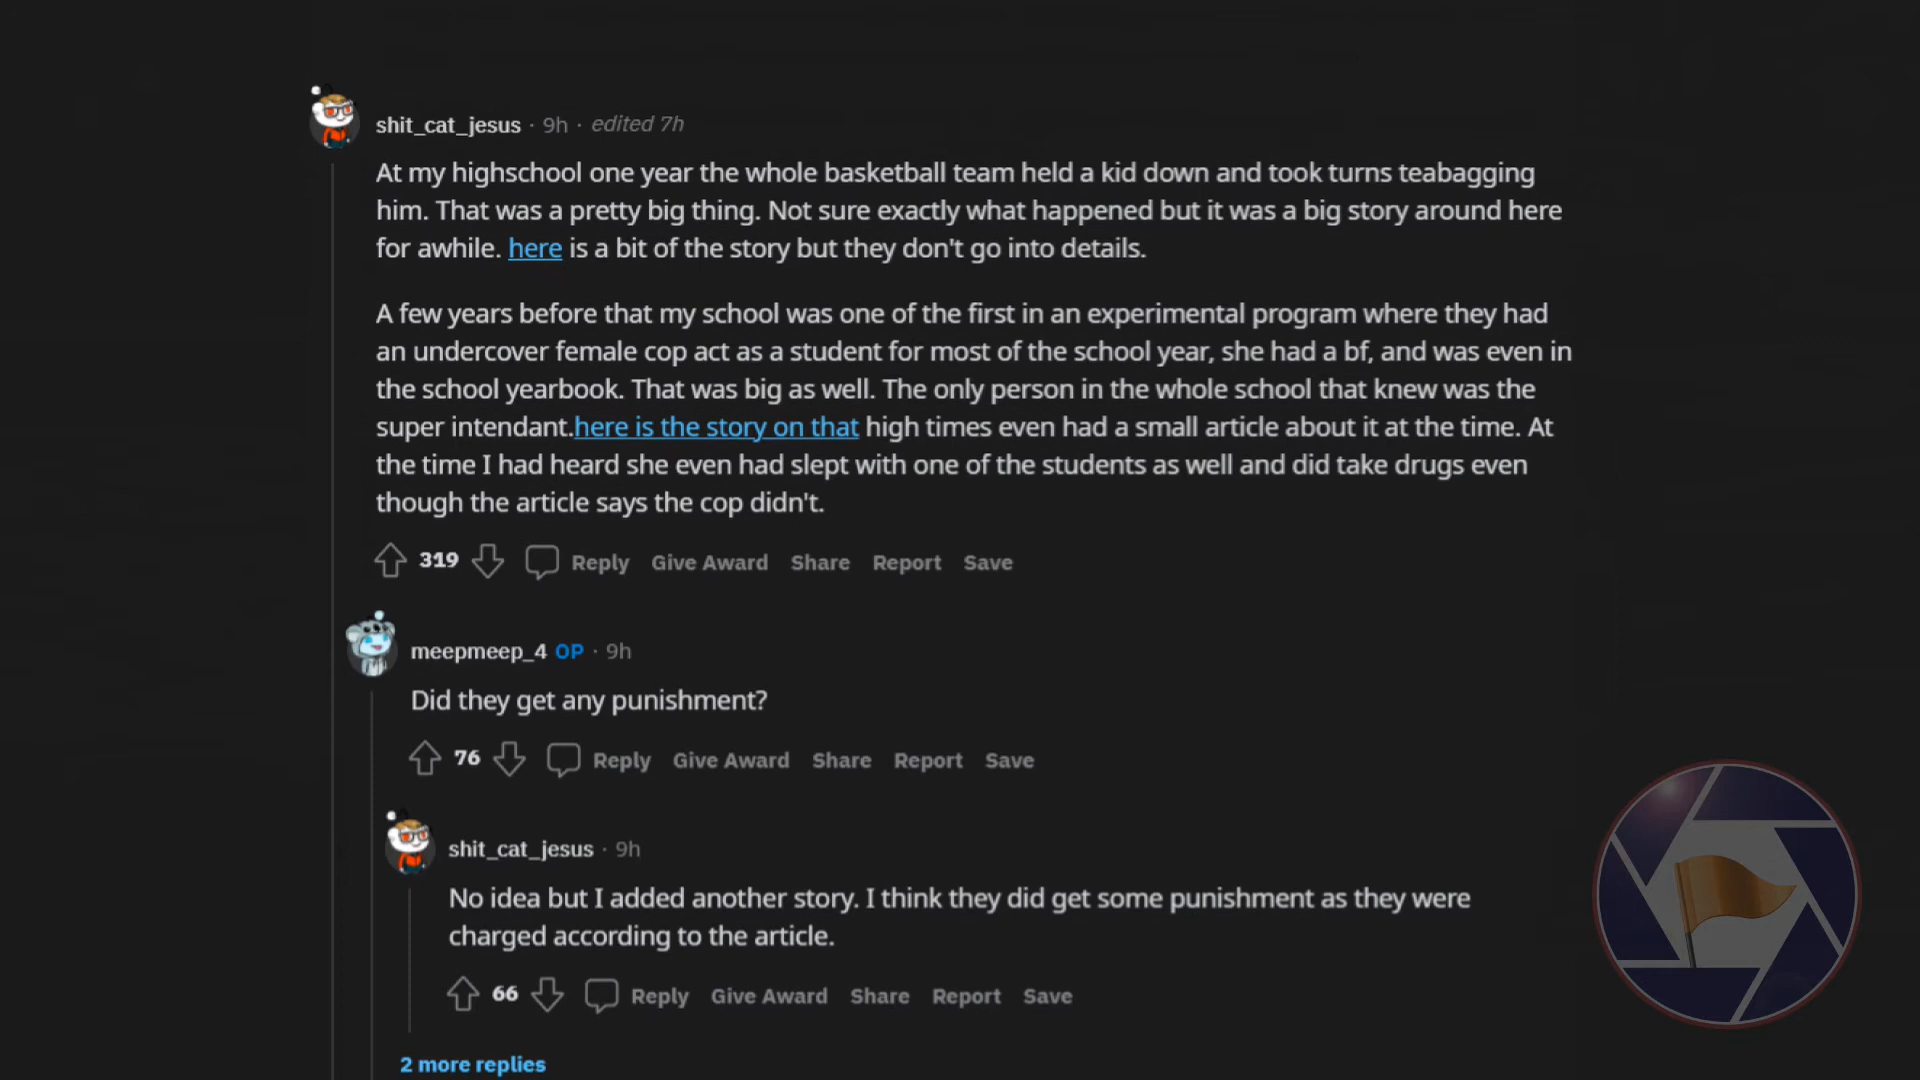 shit_cat_jesus · 9h · edited 7h
At my highschool one year the whole basketball team held a kid down and took turns teabagging
him. That was a pretty big thing. Not sure exactly what happened but it was a big story around here
for awhile. here is a bit of the story but they don't go into details.
A few years before that my school was one of the first in an experimental program where they had
an undercover female cop act as a student for most of the school year, she had a bf, and was even in
the school yearbook. That was big as well. The only person in the whole school that knew was the
super intendant.here is the story on that high times even had a small article about it at the time. At
the time I had heard she even had slept with one of the students as well and did take drugs even
though the article says the cop didn't.
319 Reply Give Award Share Report Save
meepmeep_4 OP · 9h
Did they get any punishment?
76 Reply Give Award Share Report Save
shit_cat_jesus · 9h
No idea but I added another story. I think they did get some punishment as they were
charged according to the article.
66 Reply Give Award Share Report Save
2 more replies